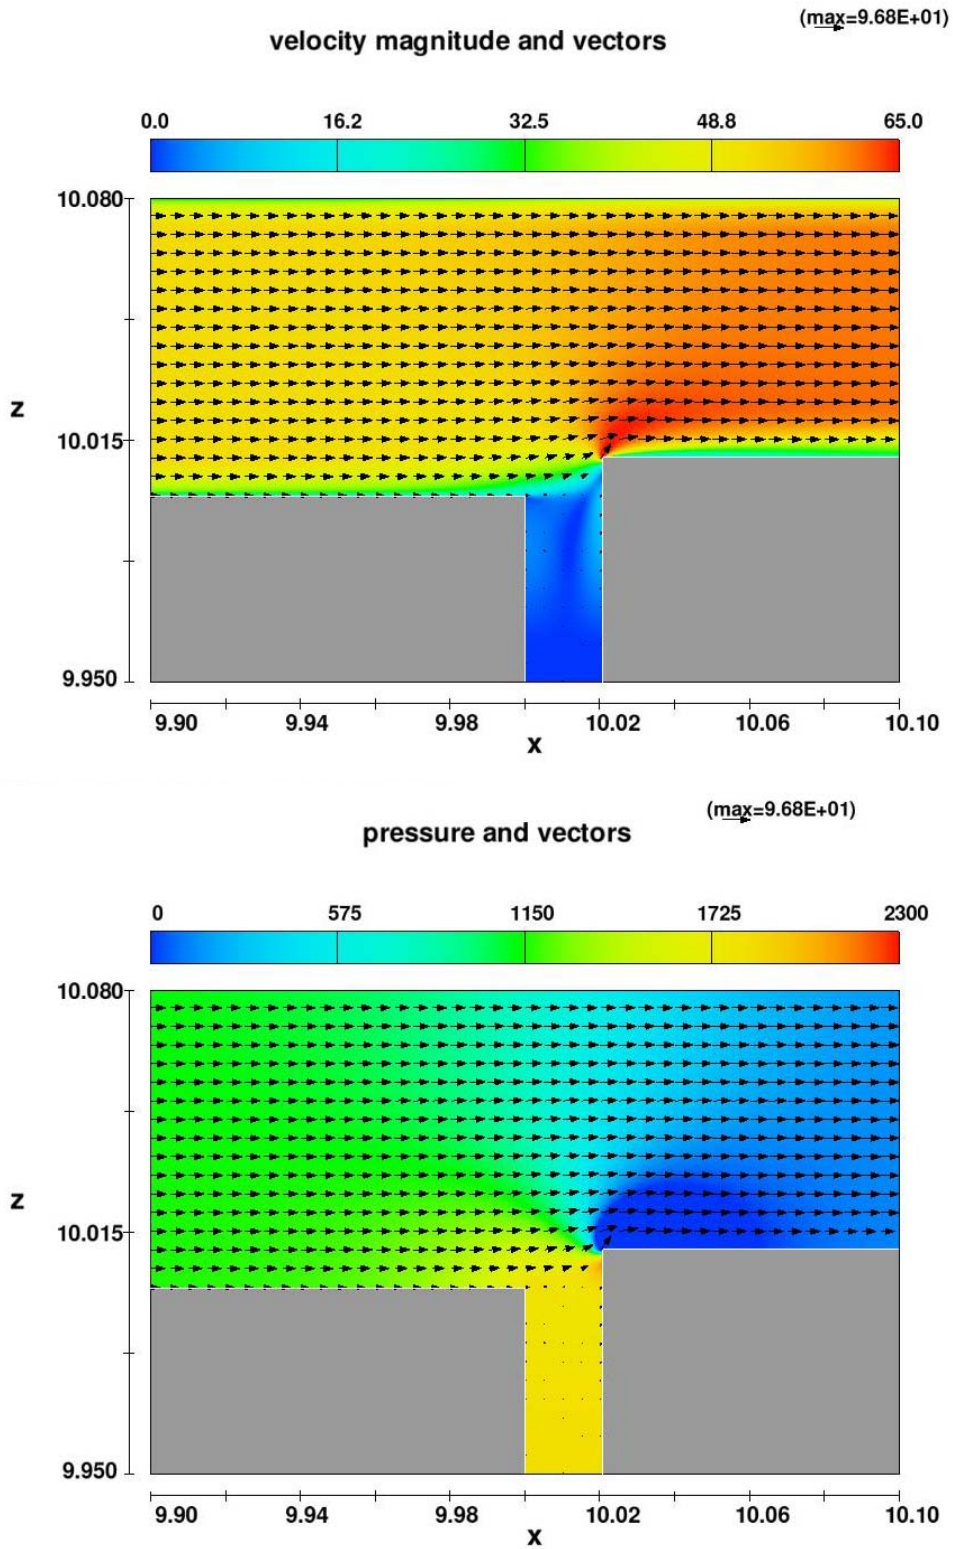 (max=9.68E+01)
velocity magnitude and vectors
0.0 16.2 32.5 48.8 65.0
10.080
z
10.015
9.950
9.90 9.94 9.98 10.02 10.06 10.10
x
(max=9.68E+01)
pressure and vectors
0 575 1150 1725 2300
10.080
z
10.015
9.950
9.90 9.94 9.98 10.02 10.06 10.10
x